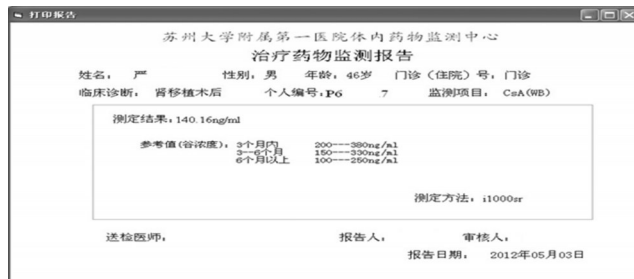 打印报告
苏州大学附属第一医院体内药物监测中心
治疗药物监测报告
姓名: 严 性别: 男 年龄: 46岁 门诊(住院)号: 门诊
临床诊断: 肾移植术后 个人编号:P6 7 监测项目: CsA(WB)
测定结果:140.16ng/ml
参考值(谷浓度): 3个月内 200---380ng/ml
3--6个月 150---330ng/ml
6个月以上 100---250ng/ml
测定方法: i1000sr
送检医师: 报告人: 审核人:
报告日期: 2012年05月03日